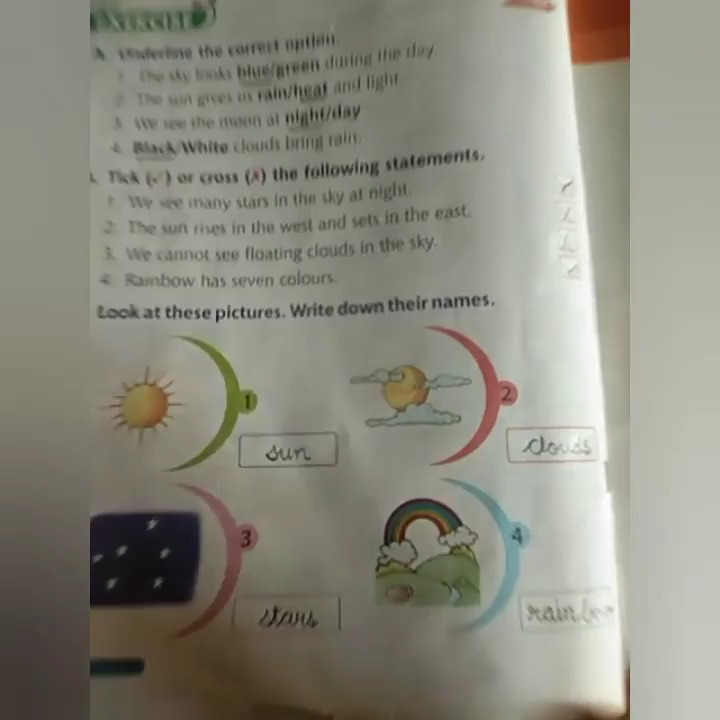 A. Underline the correct option.
1. The sky looks blue/green during the day.
2. The sun gives us rain/heat and light.
3. We see the moon at night/day
4. Black/White clouds bring rain.
Tick (✓) or cross (✗) the following statements.
1. We see many stars in the sky at night.
2. The sun rises in the west and sets in the east.
3. We cannot see floating clouds in the sky.
4. Rainbow has seven colours.
Look at these pictures. Write down their names.
1
sun
2
clouds
3
stars
4
rainbow